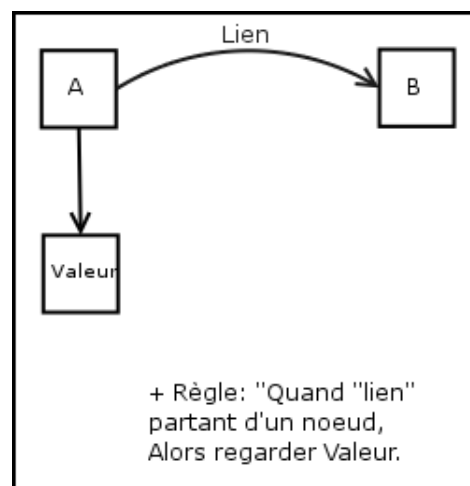 Lien
A
B
Valeur
+ Règle: "Quand "lien"
partant d'un noeud,
Alors regarder Valeur.